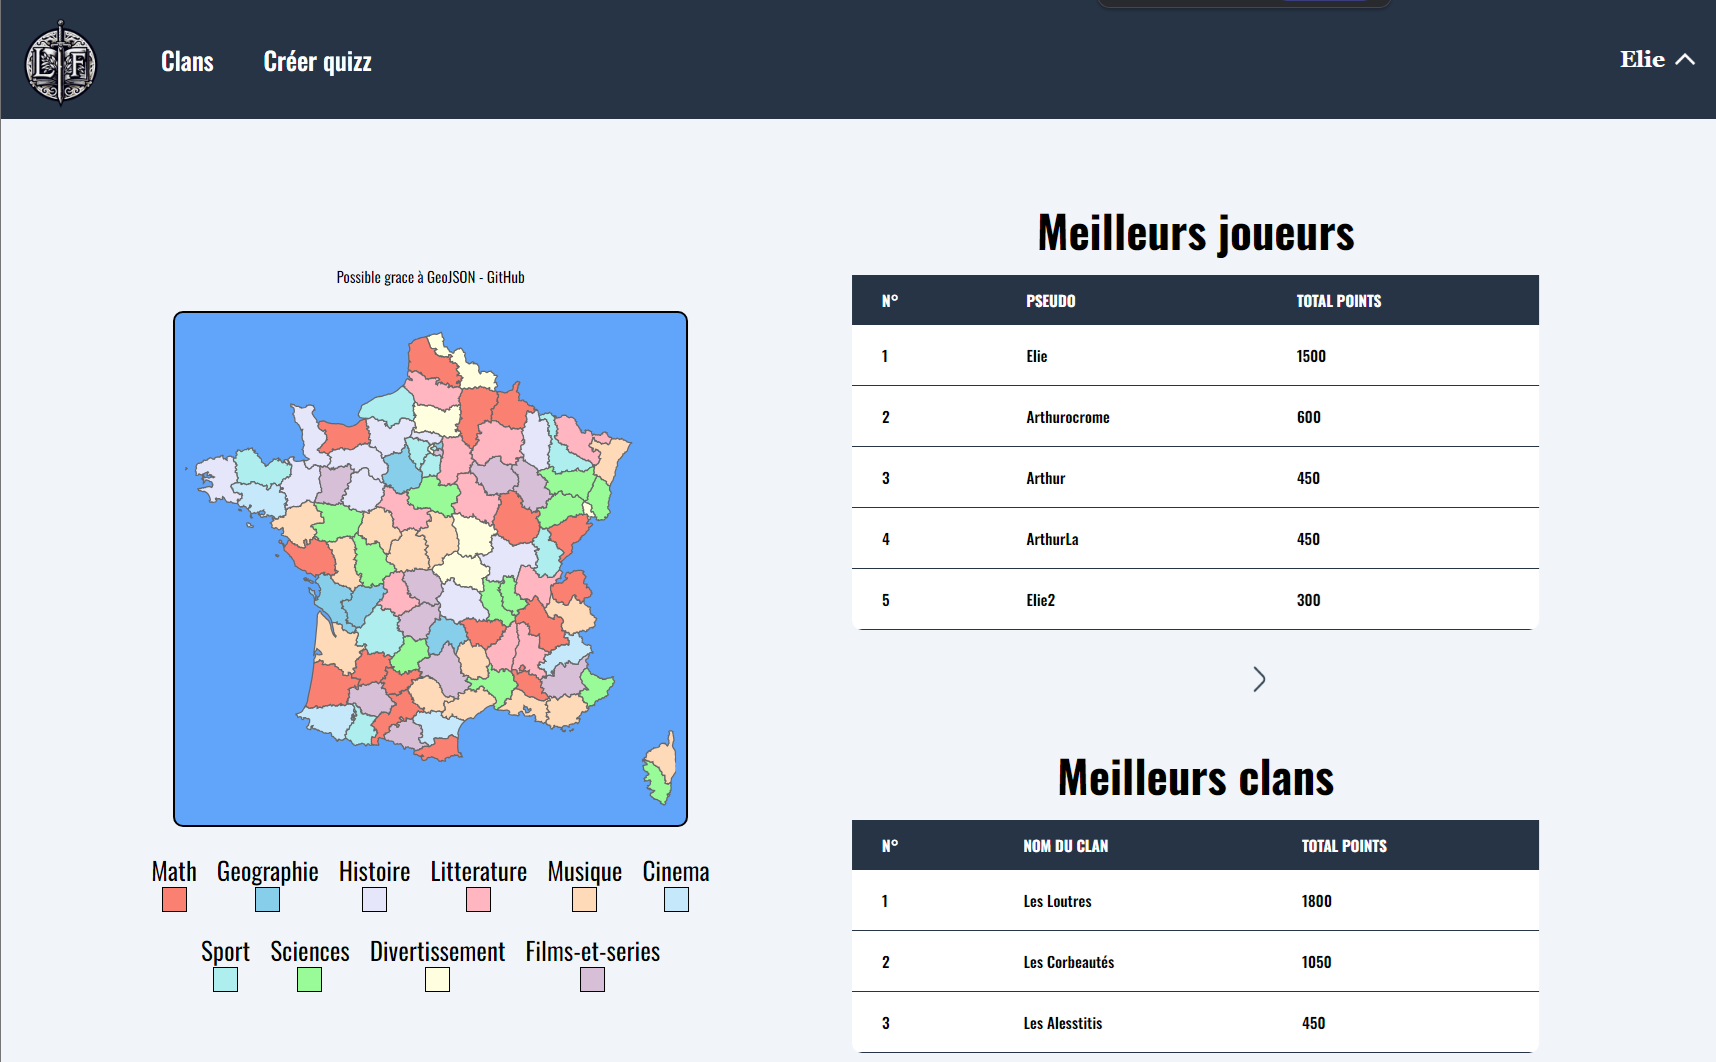 LF
Clans Créer quizz
Elie
Possible grace à GeoJSON - GitHub
Math Geographie Histoire Litterature Musique Cinema
Sport Sciences Divertissement Films-et-series
Meilleurs joueurs
N° PSEUDO TOTAL POINTS
1 Elie 1500
2 Arthurocrome 600
3 Arthur 450
4 ArthurLa 450
5 Elie2 300
Meilleurs clans
N° NOM DU CLAN TOTAL POINTS
1 Les Loutres 1800
2 Les Corbeautés 1050
3 Les Alesstitis 450